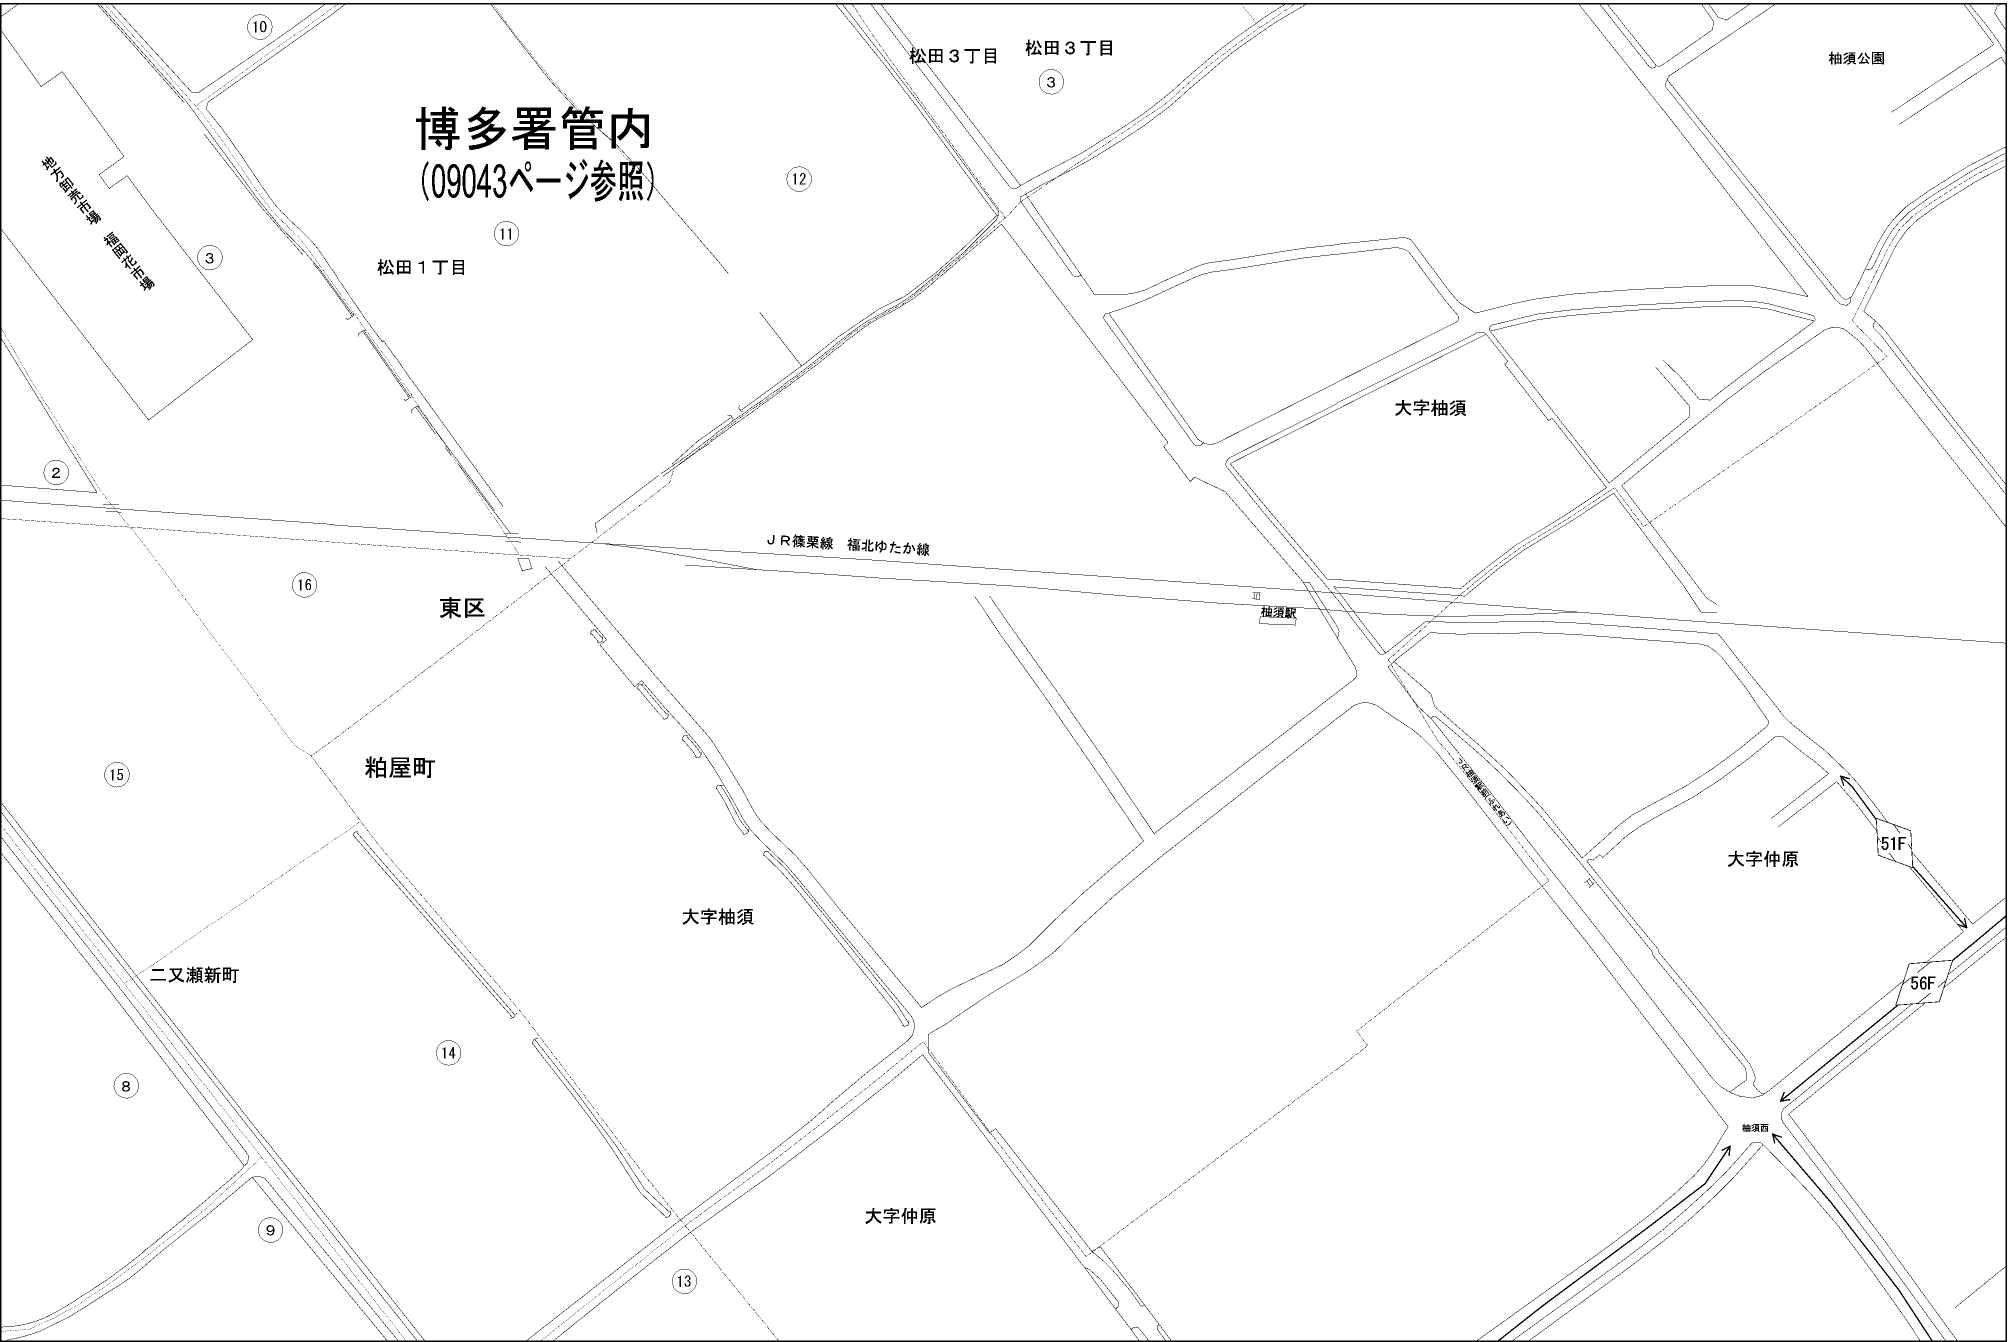 10
松田３丁目
松田３丁目
3
柚須公園
博多署管内
(09043ページ参照)
地方卸売市場　福岡花市場
12
11
3
松田１丁目
大字柚須
2
ＪＲ篠栗線　福北ゆたか線
16
東区
柚須駅
粕屋町
15
51F
大字仲原
大字柚須
二又瀬新町
56F
14
8
柚須西
大字仲原
9
13